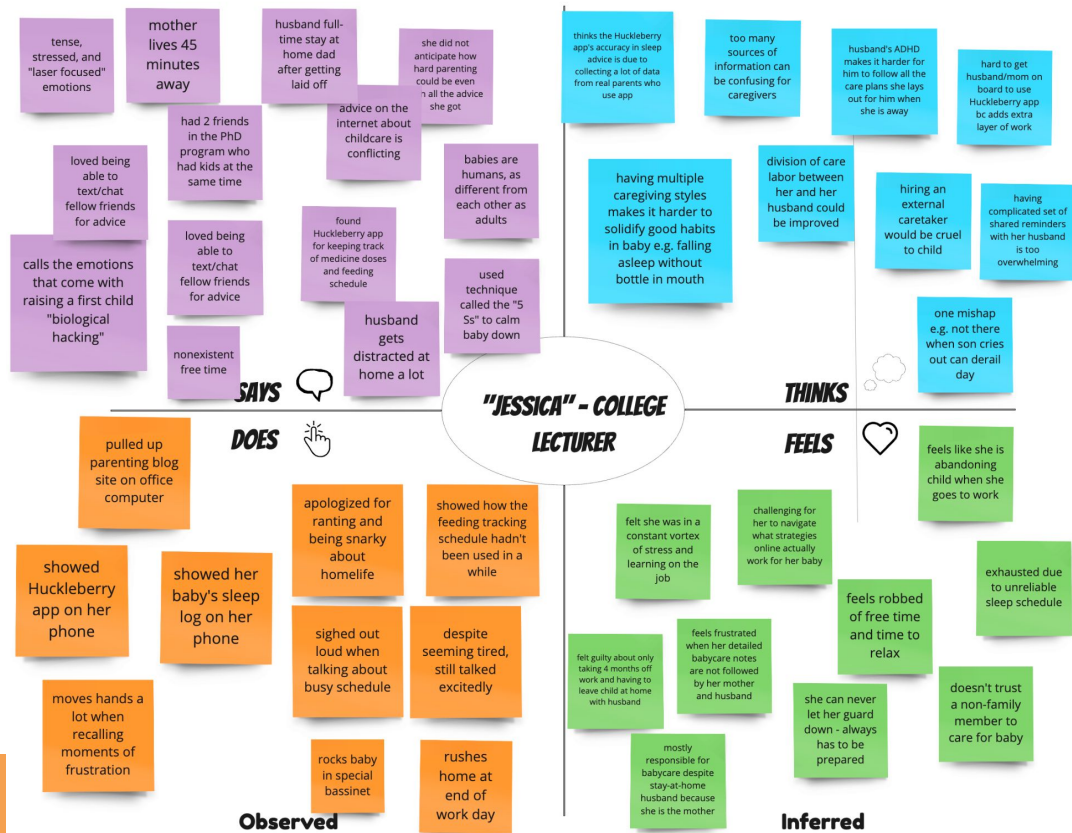 tense,
stressed, and
"laser focused"
emotions
mother
lives 45
minutes
away
husband full-
time stay at
home dad
after getting
laid off
she did not
anticipate how
hard parenting
could be even
all the advice
she got
had 2 friends
in the PhD
program who
had kids at the
same time
advice on the
internet about
childcare is
conflicting
loved being
able to
text/chat
fellow friends
for advice
babies are
humans, as
different from
each other as
adults
calls the emotions
that come with
raising a first child
"biological
hacking"
loved being
able to
text/chat
fellow friends
for advice
found
Huckleberry app
for keeping track
of medicine doses
and feeding
schedule
used
technique
called the "5
Ss" to calm
baby down
nonexistent
free time
husband
gets
distracted at
home a lot
SAYS
thinks the Huckleberry
app's accuracy in sleep
advice is due to
collecting a lot of data
from real parents who
use app
too many
sources of
information can
be confusing for
caregivers
husband's ADHD
makes it harder for
him to follow all the
care plans she lays
out for him when
she is away
hard to get
husband/mom on
board to use
Huckleberry app
bc adds extra
layer of work
having multiple
caregiving styles
makes it harder to
solidify good habits
in baby e.g. falling
asleep without
bottle in mouth
division of care
labor between
her and her
husband could
be improved
hiring an
external
caretaker
would be cruel
to child
having
complicated set of
shared reminders
with her husband
is too
overwhelming
one mishap
e.g. not there
when son cries
out can derail
day
THINKS
"JESSICA" - COLLEGE
LECTURER
DOES
pulled up
parenting blog
site on office
computer
apologized for
ranting and
being snarky
about
homelife
showed how the
feeding tracking
schedule hadn't
been used in a
while
showed
Huckleberry
app on her
phone
showed her
baby's sleep
log on her
phone
sighed out
loud when
talking about
busy schedule
despite
seeming tired,
still talked
excitedly
moves hands a
lot when
recalling
moments of
frustration
rocks baby
in special
bassinet
rushes
home at
end of
work day
Observed
FEELS
feels like she is
abandoning
child when she
goes to work
felt she was in a
constant vortex
of stress and
learning on the
job
challenging for
her to navigate
what strategies
online actually
work for her baby
exhausted due
to unreliable
sleep schedule
feels robbed
of free time
and time to
relax
felt guilty about only
taking 4 months off
work and having to
leave child at home
with husband
feels frustrated
when her detailed
babycare notes
are not followed
by her mother
and husband
she can never
let her guard
down - always
has to be
prepared
doesn't trust
a non-family
member to
care for baby
mostly
responsible for
babycare despite
stay-at-home
husband because
she is the mother
Inferred